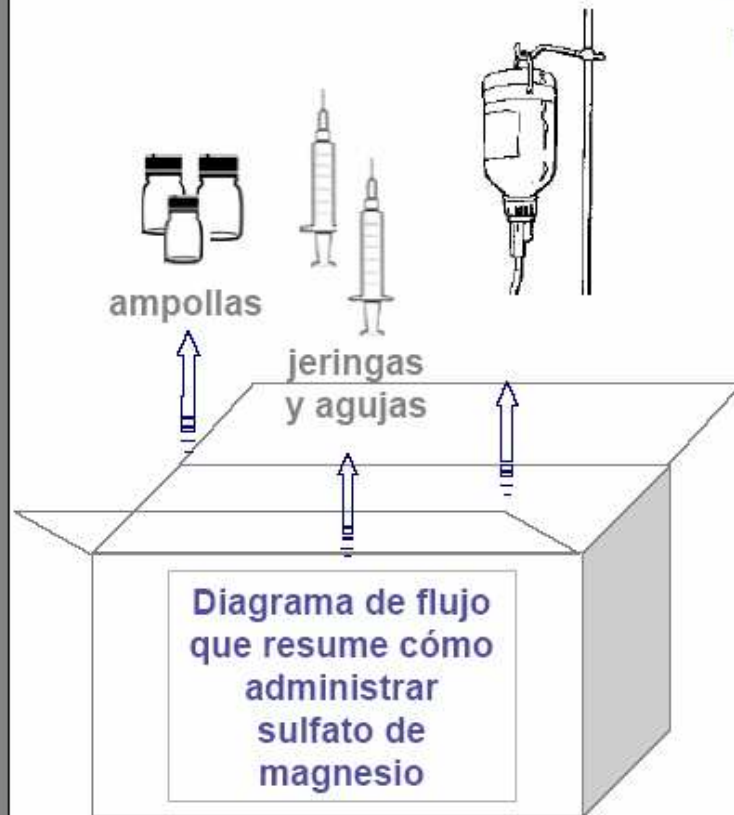 ampollas
jeringas
y agujas
Diagrama de flujo
que resume cómo
administrar
sulfato de
magnesio